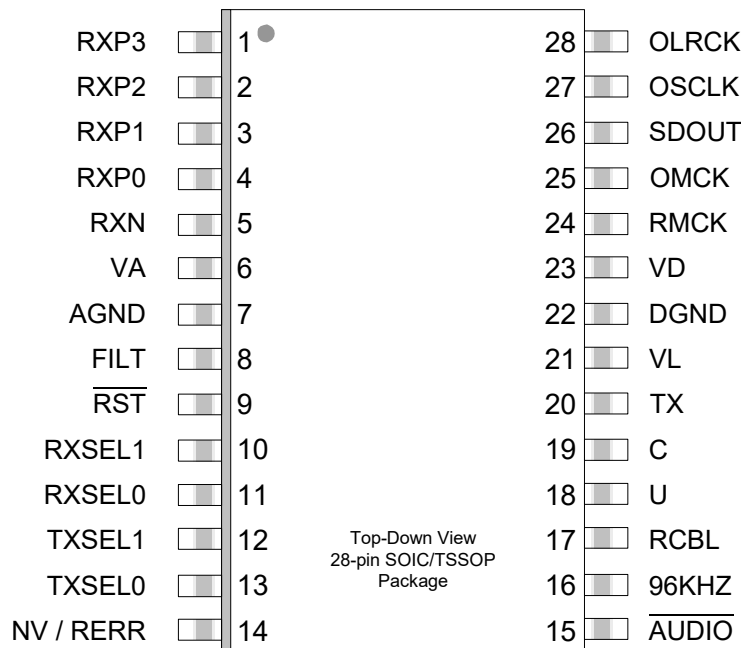 RXP3 1 28 OLRCK
RXP2 2 27 OSCLK
RXP1 3 26 SDOUT
RXP0 4 25 OMCK
RXN 5 24 RMCK
VA 6 23 VD
AGND 7 22 DGND
FILT 8 21 VL
RST 9 20 TX
RXSEL1 10 19 C
RXSEL0 11 18 U
TXSEL1 12 17 RCBL
TXSEL0 13 16 96KHZ
NV / RERR 14 15 AUDIO
Top-Down View
28-pin SOIC/TSSOP
Package